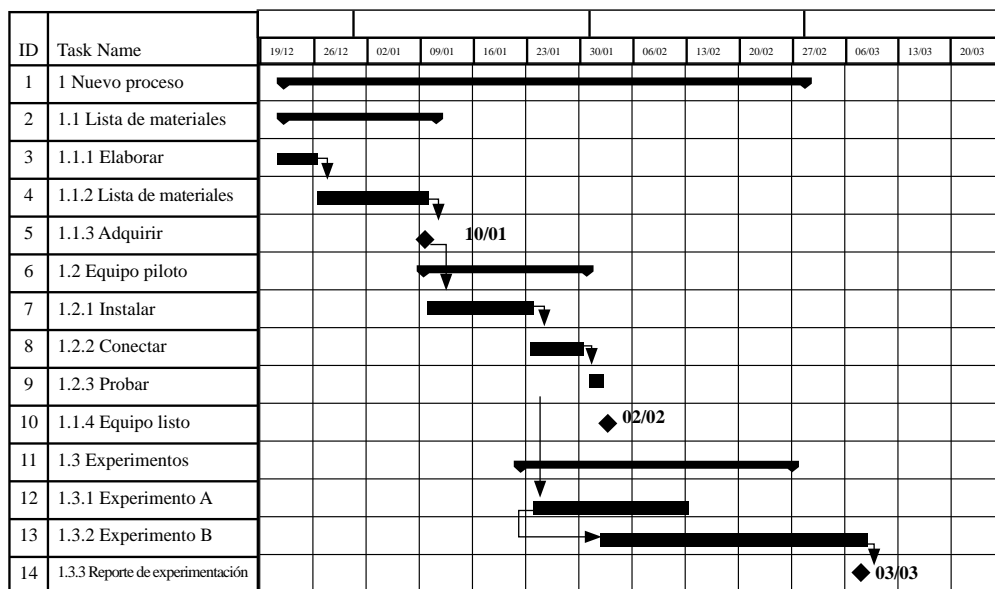 ID Task Name 19/12 26/12 02/01 09/01 16/01 23/01 30/01 06/02 13/02 20/02 27/02 06/03 13/03 20/03
1 1 Nuevo proceso
2 1.1 Lista de materiales
3 1.1.1 Elaborar
4 1.1.2 Lista de materiales
5 1.1.3 Adquirir 10/01
6 1.2 Equipo piloto
7 1.2.1 Instalar
8 1.2.2 Conectar
9 1.2.3 Probar
10 1.1.4 Equipo listo 02/02
11 1.3 Experimentos
12 1.3.1 Experimento A
13 1.3.2 Experimento B
14 1.3.3 Reporte de experimentación 03/03